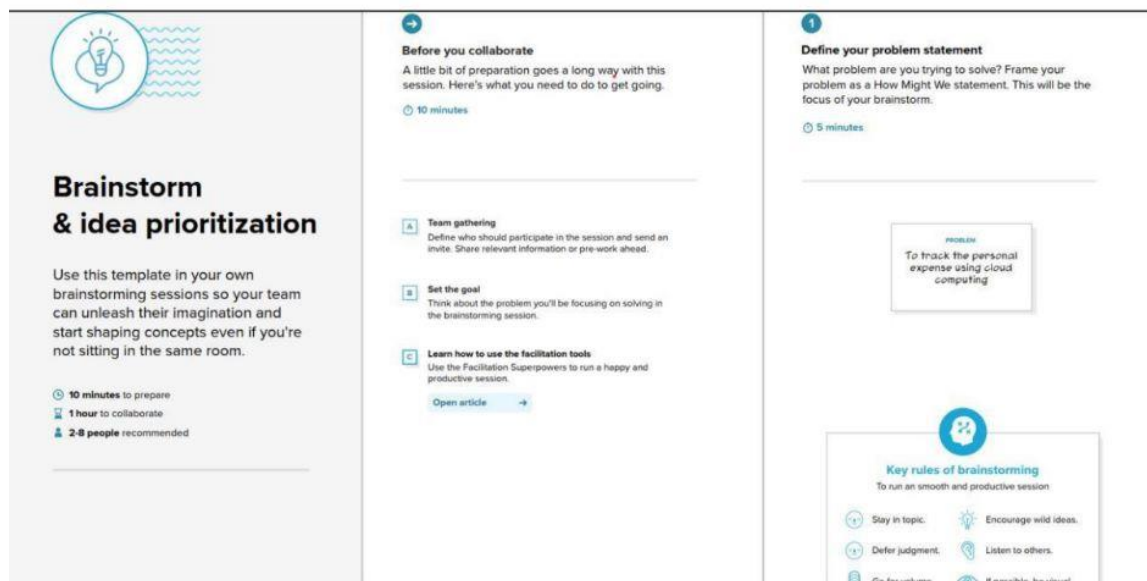 Brainstorm
& idea prioritization
Use this template in your own
brainstorming sessions so your team
can unleash their imagination and
start shaping concepts even if you're
not sitting in the same room.
10 minutes to prepare
1 hour to collaborate
2-8 people recommended
Before you collaborate
A little bit of preparation goes a long way with this
session. Here's what you need to do to get going.
10 minutes
A
Team gathering
Define who should participate in the session and send an
invite. Share relevant information or pre-work ahead.
B
Set the goal
Think about the problem you'll be focusing on solving in
the brainstorming session.
C
Learn how to use the facilitation tools
Use the Facilitation Superpowers to run a happy and
productive session.
Open article
1
Define your problem statement
What problem are you trying to solve? Frame your
problem as a How Might We statement. This will be the
focus of your brainstorm.
5 minutes
PROBLEM
To track the personal
expense using cloud
computing
Key rules of brainstorming
To run an smooth and productive session
Stay in topic.
Encourage wild ideas.
Defer judgment.
Listen to others.
Go for volume.
If possible, be visual.